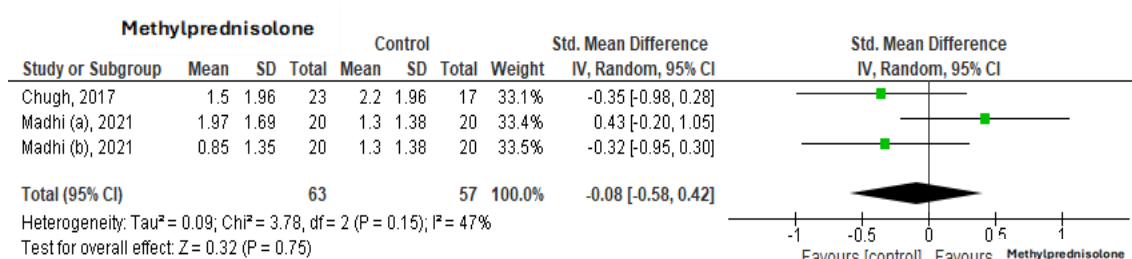 Methylprednisolone Control Std. Mean Difference Std. Mean Difference
Study or Subgroup Mean SD Total Mean SD Total Weight IV, Random, 95% CI IV, Random, 95% CI
Chugh, 2017 1.5 1.96 23 2.2 1.96 17 33.1% -0.35 [-0.98, 0.28]
Madhi (a), 2021 1.97 1.69 20 1.3 1.38 20 33.4% 0.43 [-0.20, 1.05]
Madhi (b), 2021 0.85 1.35 20 1.3 1.38 20 33.5% -0.32 [-0.95, 0.30]
Total (95% CI) 63 57 100.0% -0.08 [-0.58, 0.42]
Heterogeneity: Tau² = 0.09; Chi² = 3.78, df = 2 (P = 0.15); I² = 47%
Test for overall effect: Z = 0.32 (P = 0.75)
-1 -0.5 0 0.5 1
Favours [control] Favours Methylprednisolone